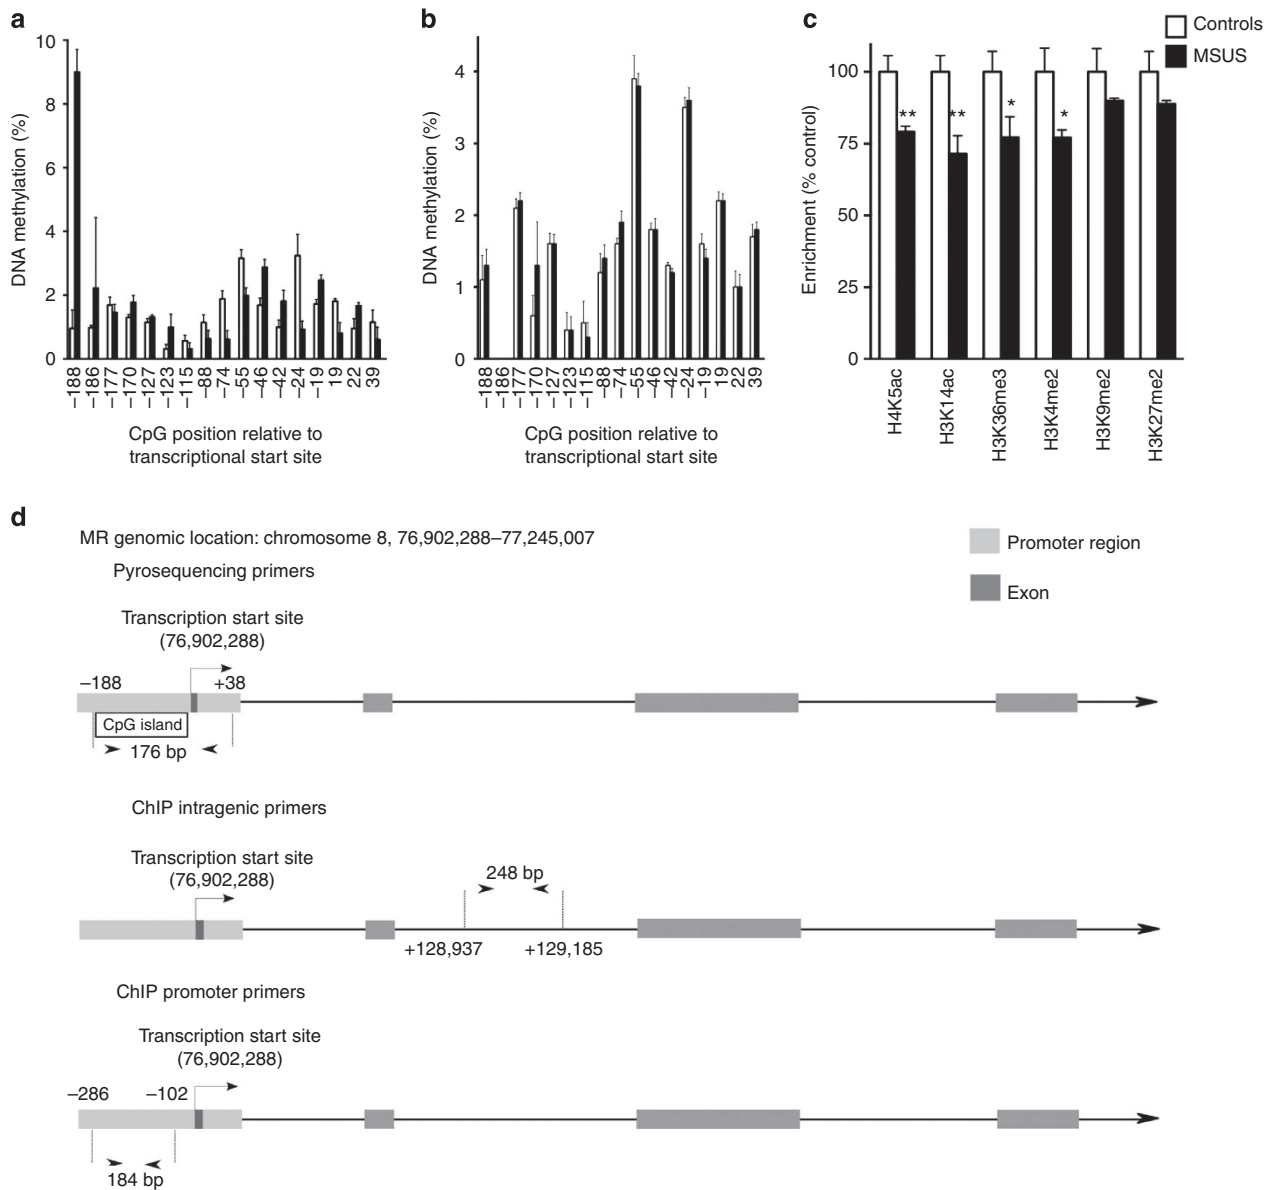 a
10
8
6
4
2
0
DNA methylation (%)
–188
–186
–177
–170
–127
–123
–115
–88
–74
–55
–46
–42
–24
–19
19
22
39
CpG position relative to
transcriptional start site
b
4
3
2
1
0
DNA methylation (%)
–188
–186
–177
–170
–127
–123
–115
–88
–74
–55
–46
–42
–24
–19
19
22
39
CpG position relative to
transcriptional start site
c
Controls
MSUS
100
75
50
25
0
Enrichment (% control)
**
**
*
*
H4K5ac
H3K14ac
H3K36me3
H3K4me2
H3K9me2
H3K27me2
d
MR genomic location: chromosome 8, 76,902,288–77,245,007
Promoter region
Exon
Pyrosequencing primers
Transcription start site
(76,902,288)
–188
+38
CpG island
176 bp
ChIP intragenic primers
Transcription start site
(76,902,288)
248 bp
+128,937
+129,185
ChIP promoter primers
Transcription start site
(76,902,288)
–286
–102
184 bp